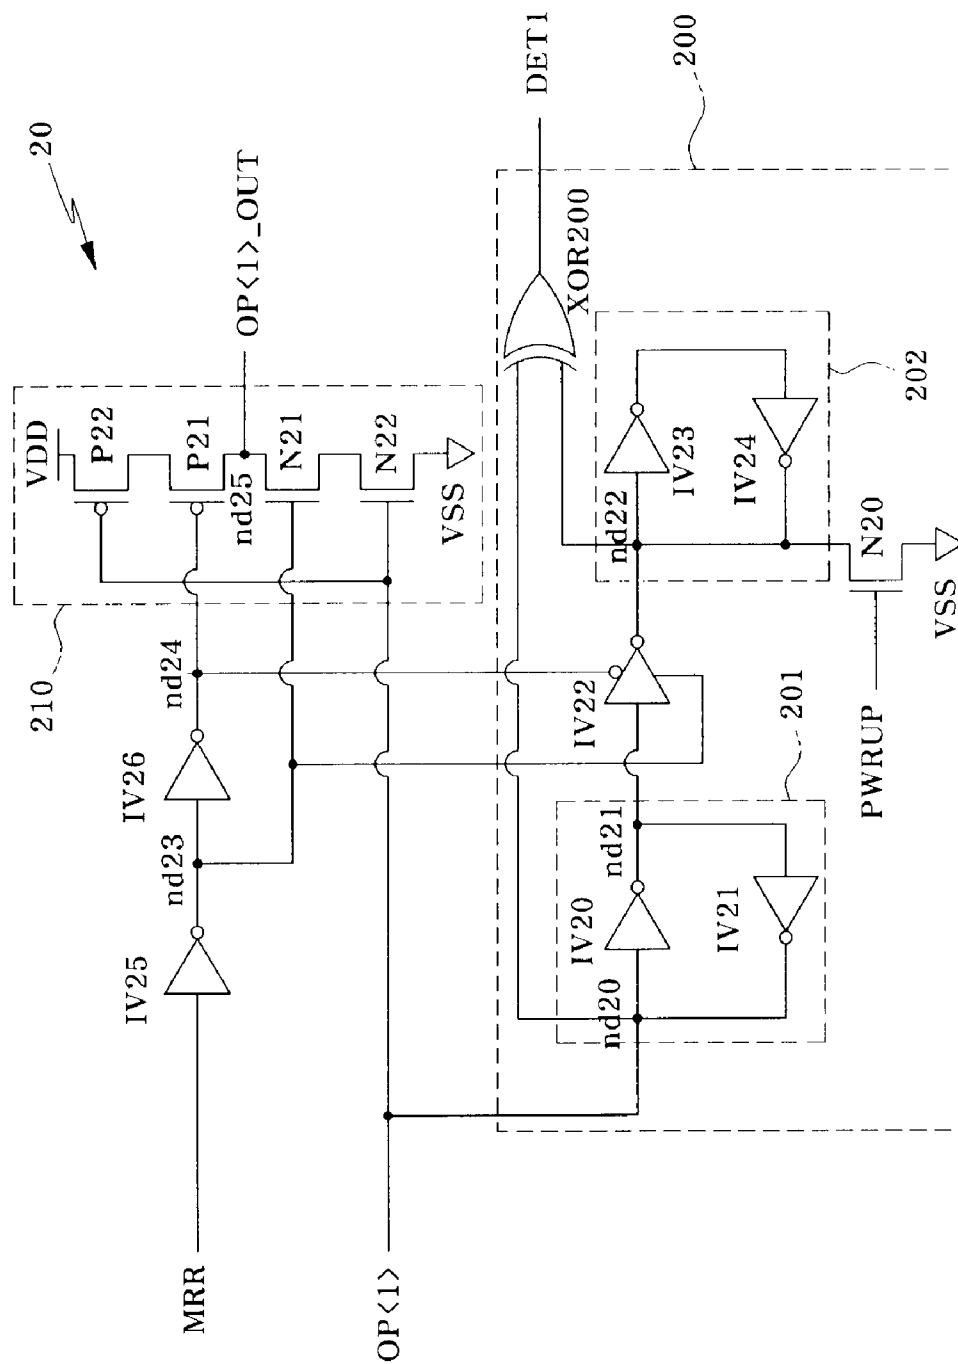 20
MRR
IV25
nd23
IV26
nd24
210
VDD
P22
P21
nd25
N21
N22
VSS
OP<1>_OUT
OP<1>
nd20
IV20
nd21
IV21
201
IV22
nd22
IV23
IV24
202
XOR200
DET1
200
PWRUP
N20
VSS